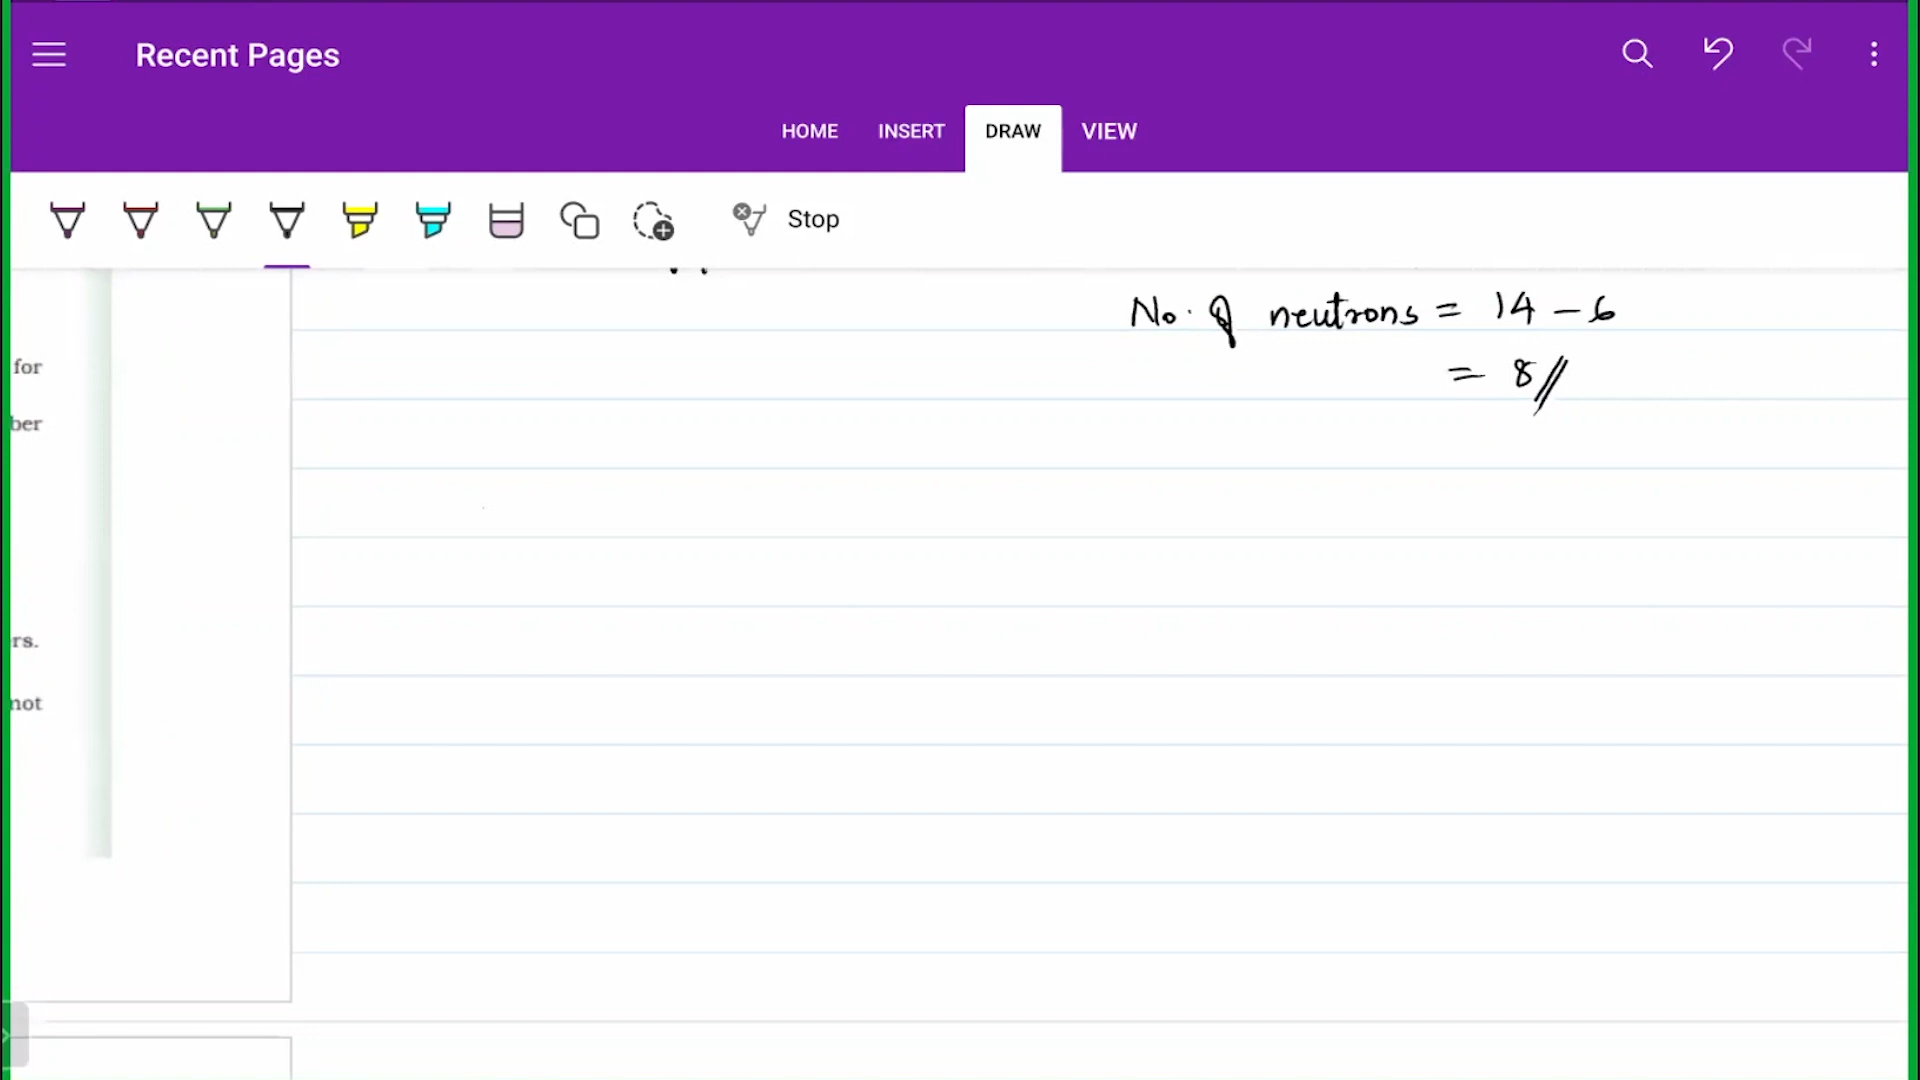 Recent Pages
HOME INSERT DRAW VIEW
Stop
No. of neutrons = 14 - 6
= 8//
for
ber
rs.
not